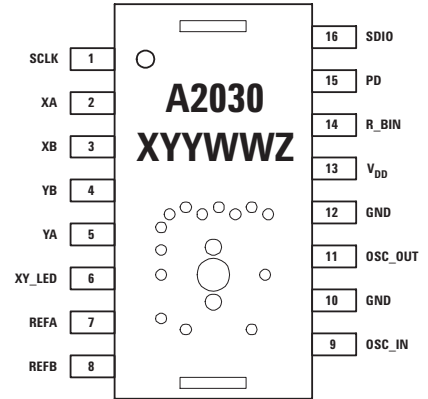 SCLK 1
XA 2
XB 3
YB 4
YA 5
XY_LED 6
REFA 7
REFB 8
A2030
XYYWWZ
16 SDIO
15 PD
14 R_BIN
13 VDD
12 GND
11 OSC_OUT
10 GND
9 OSC_IN